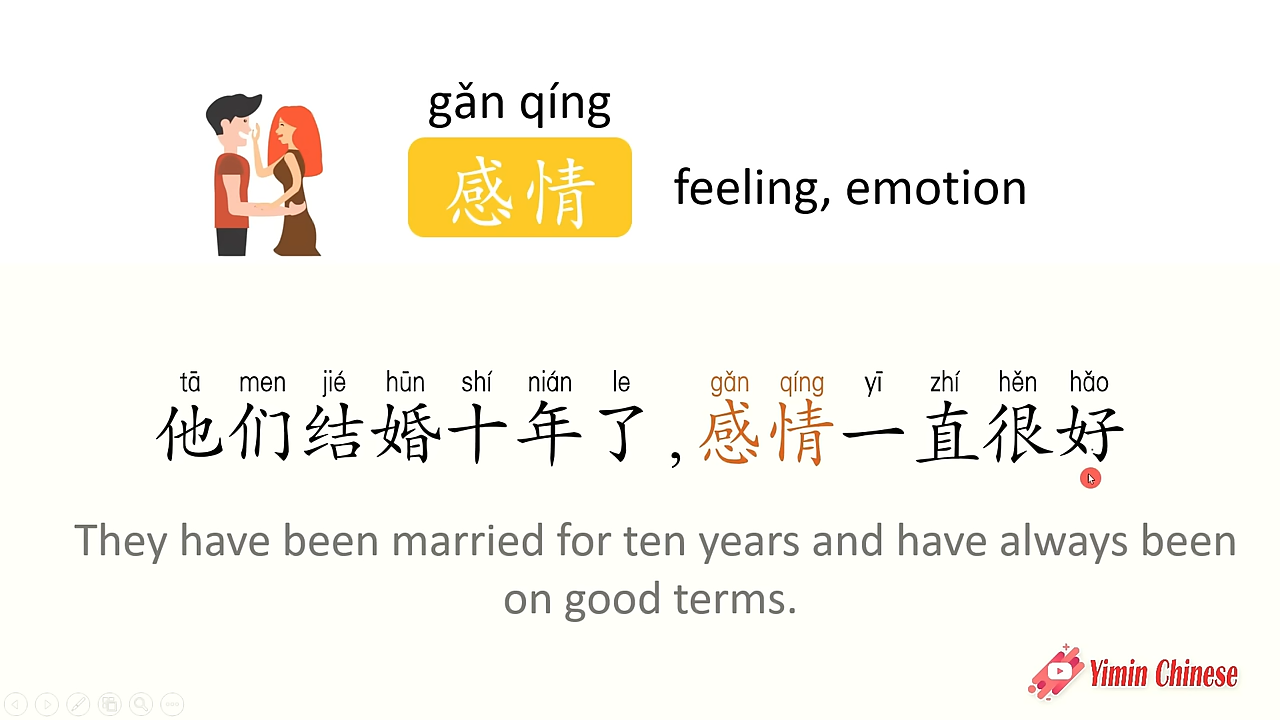 gǎn qíng
感情
feeling, emotion
tā men jié hūn shí nián le gǎn qíng yī zhí hěn hǎo
他们结婚十年了,感情一直很好
They have been married for ten years and have always been
on good terms.
Yimin Chinese